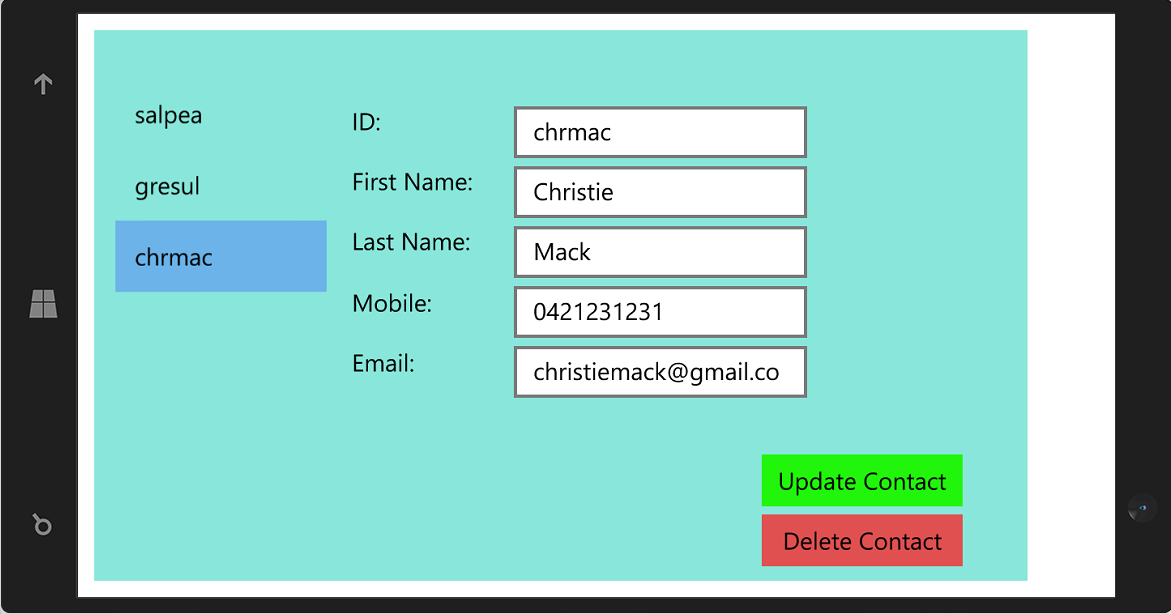 salpea
gresul
chrmac
ID:
chrmac
First Name:
Christie
Last Name:
Mack
Mobile:
0421231231
Email:
christiemack@gmail.co
Update Contact
Delete Contact